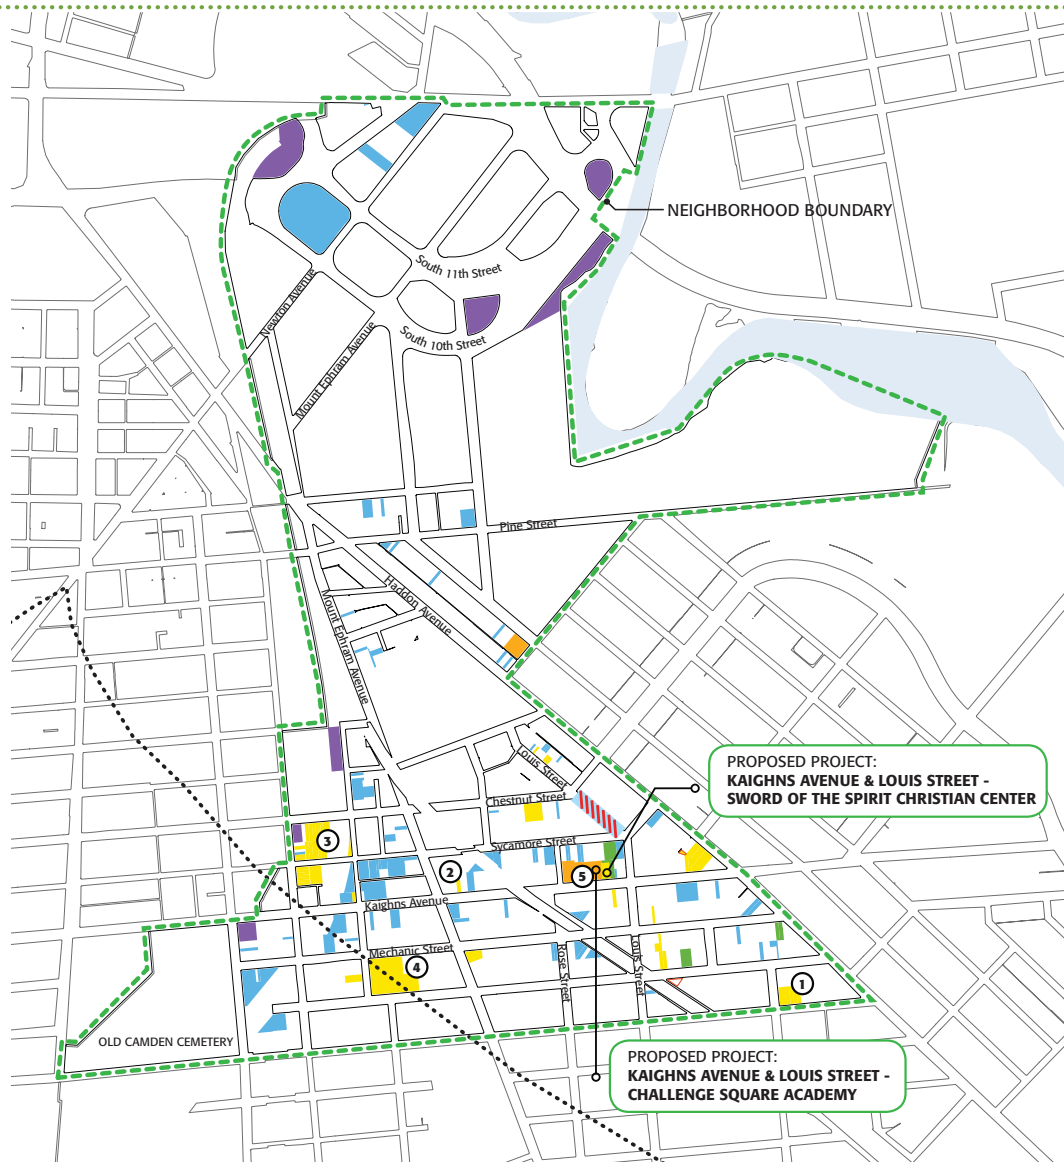 NEIGHBORHOOD BOUNDARY
South 11th Street
Newton Avenue
South 10th Street
Mount Ephram Avenue
Pine Street
Haddon Avenue
Mount Ephram Avenue
Louis Street
PROPOSED PROJECT:
KAIGHNS AVENUE & LOUIS STREET -
SWORD OF THE SPIRIT CHRISTIAN CENTER
Chestnut Street
Sycamore Street
3
2
5
Kaighns Avenue
Mechanic Street
Rose Street
Louis Street
4
1
OLD CAMDEN CEMETERY
PROPOSED PROJECT:
KAIGHNS AVENUE & LOUIS STREET -
CHALLENGE SQUARE ACADEMY